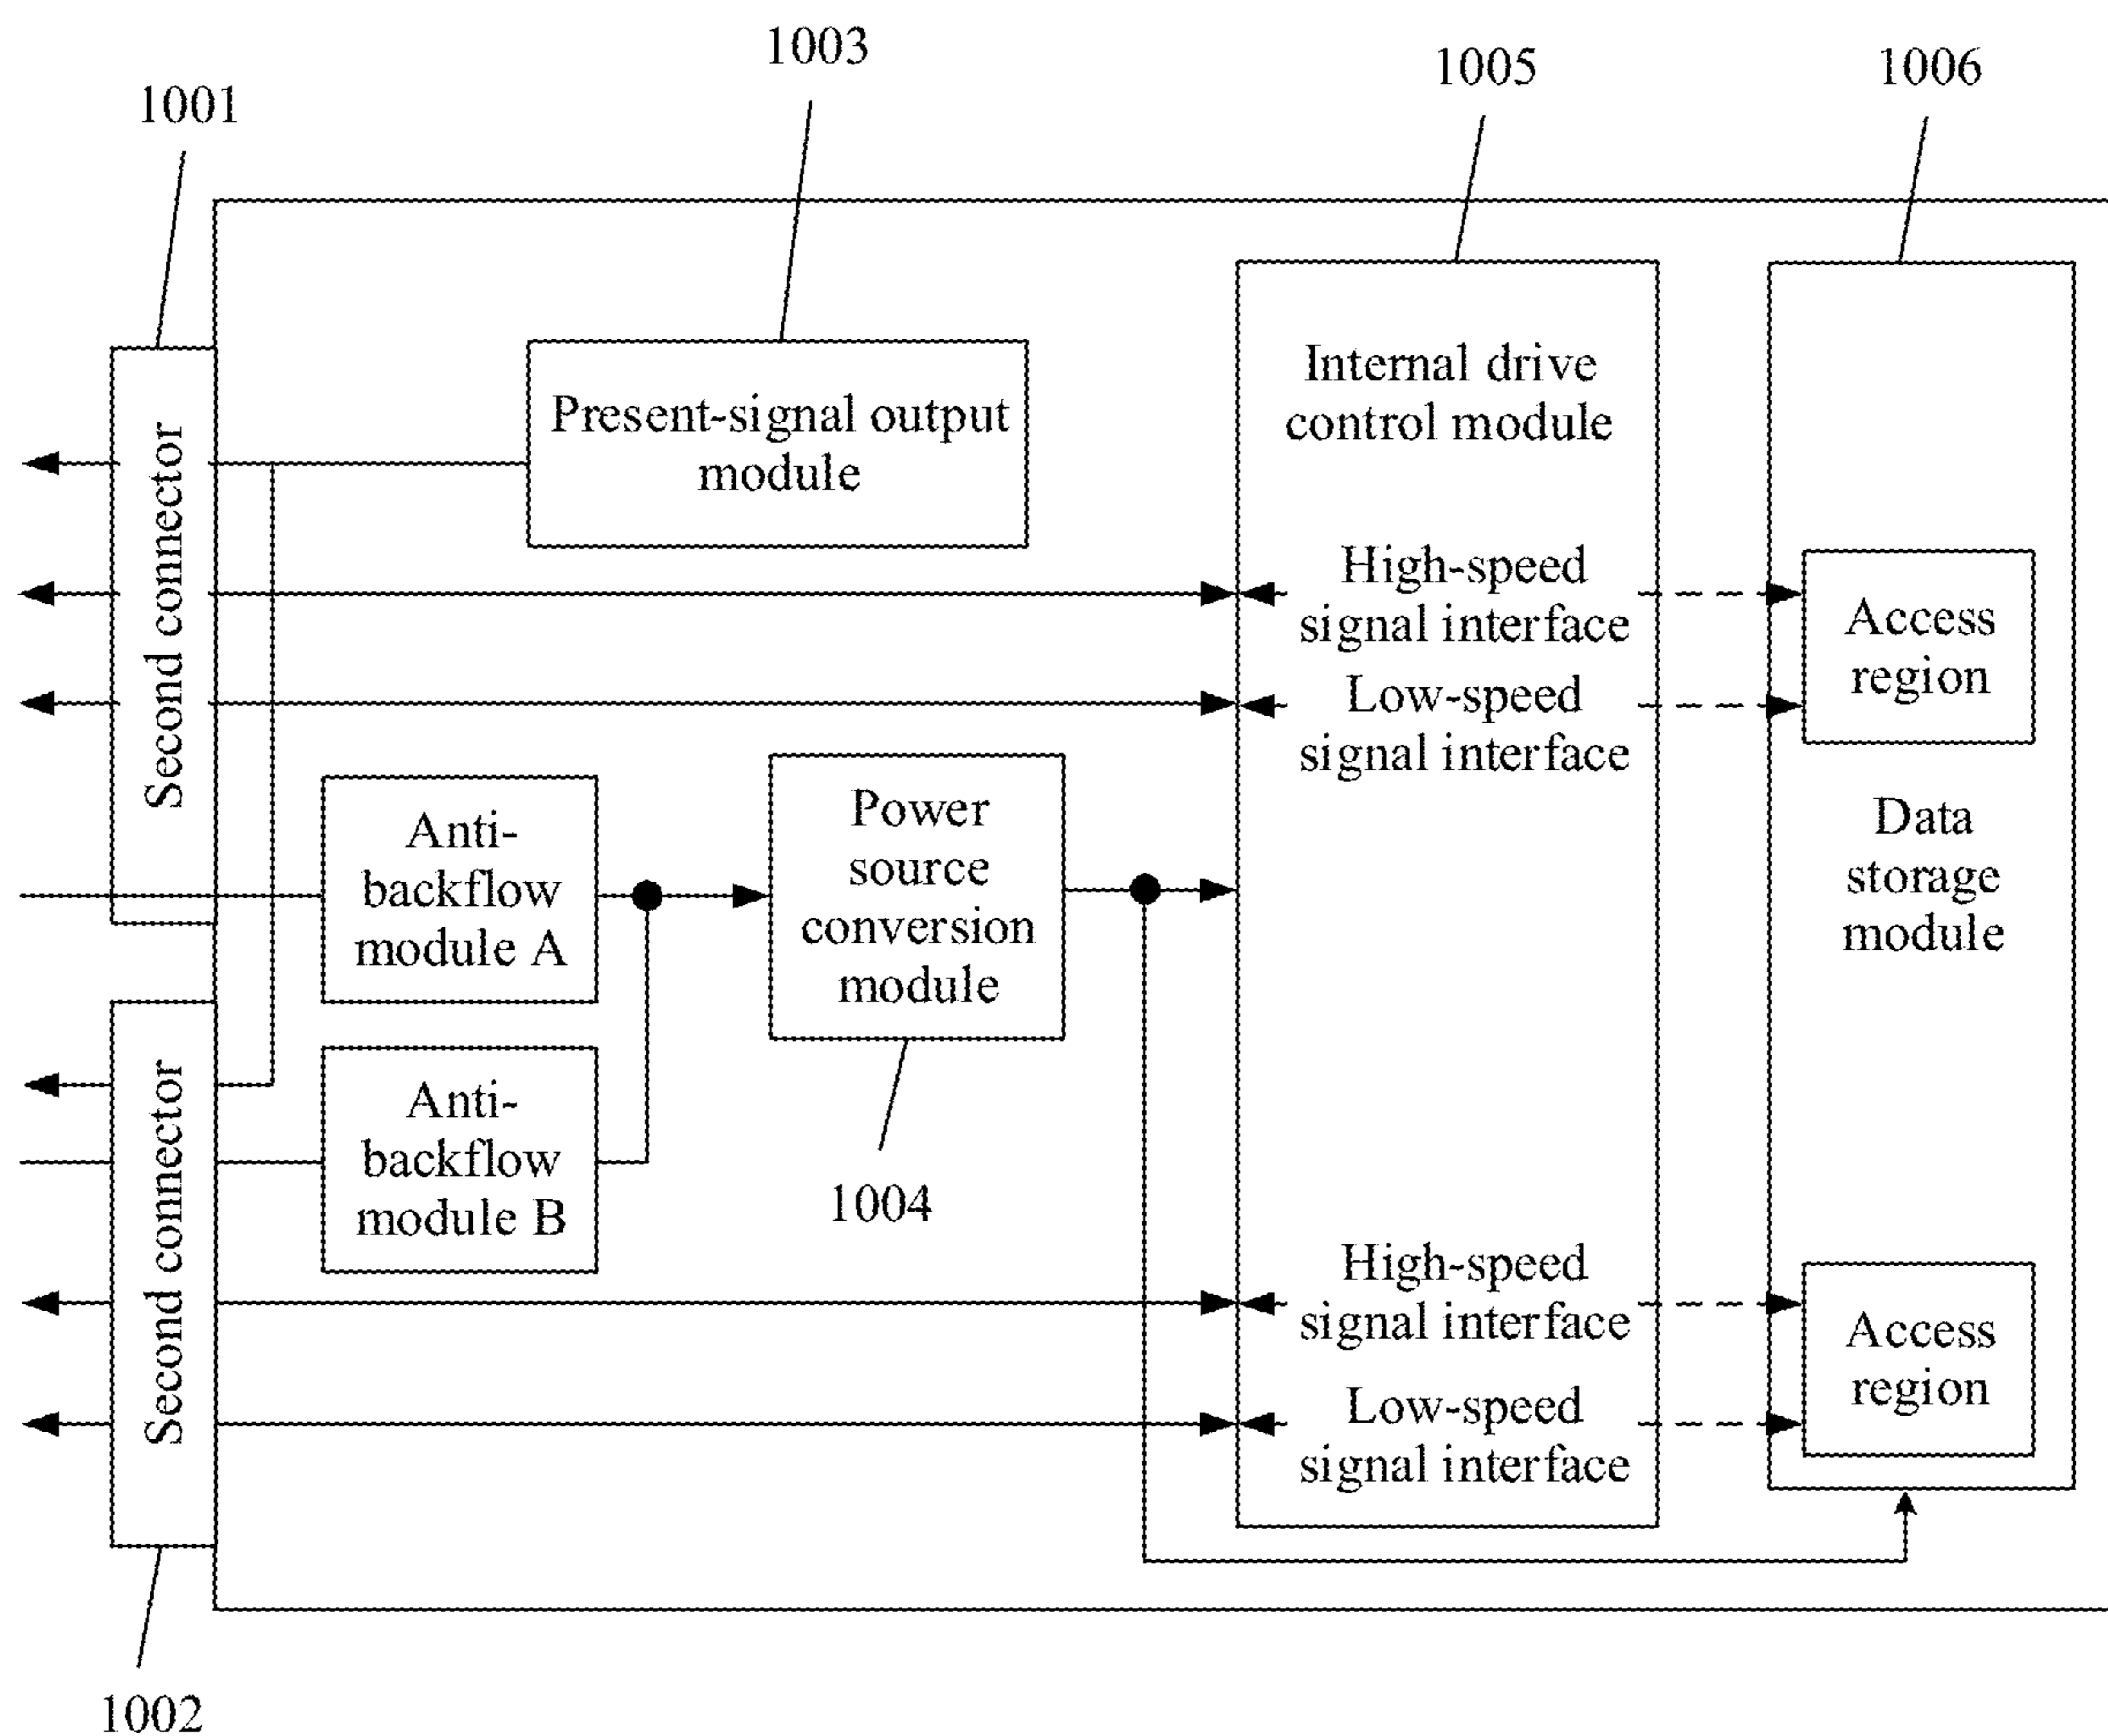 1003
1005
1006
1001
Internal drive
control module
Present-signal output
module
Second connector
High-speed
signal interface
Access
region
Low-speed
signal interface
Power
source
conversion
module
Data
storage
module
Anti-
backflow
module A
Second connector
Anti-
backflow
module B
1004
High-speed
signal interface
Access
region
Low-speed
signal interface
1002